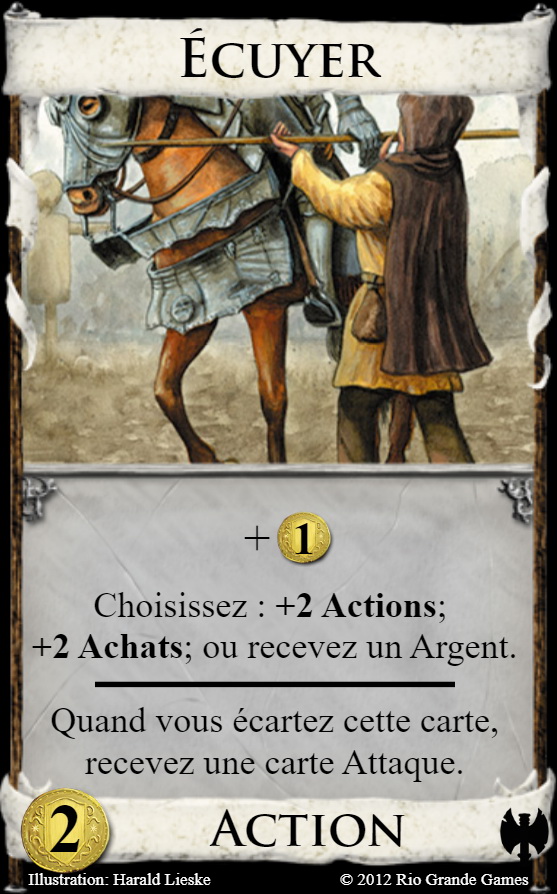 Écuyer
+ 1
Choisissez : +2 Actions;
+2 Achats; ou recevez un Argent.
Quand vous écartez cette carte,
recevez une carte Attaque.
2
Action
Illustration: Harald Lieske © 2012 Rio Grande Games